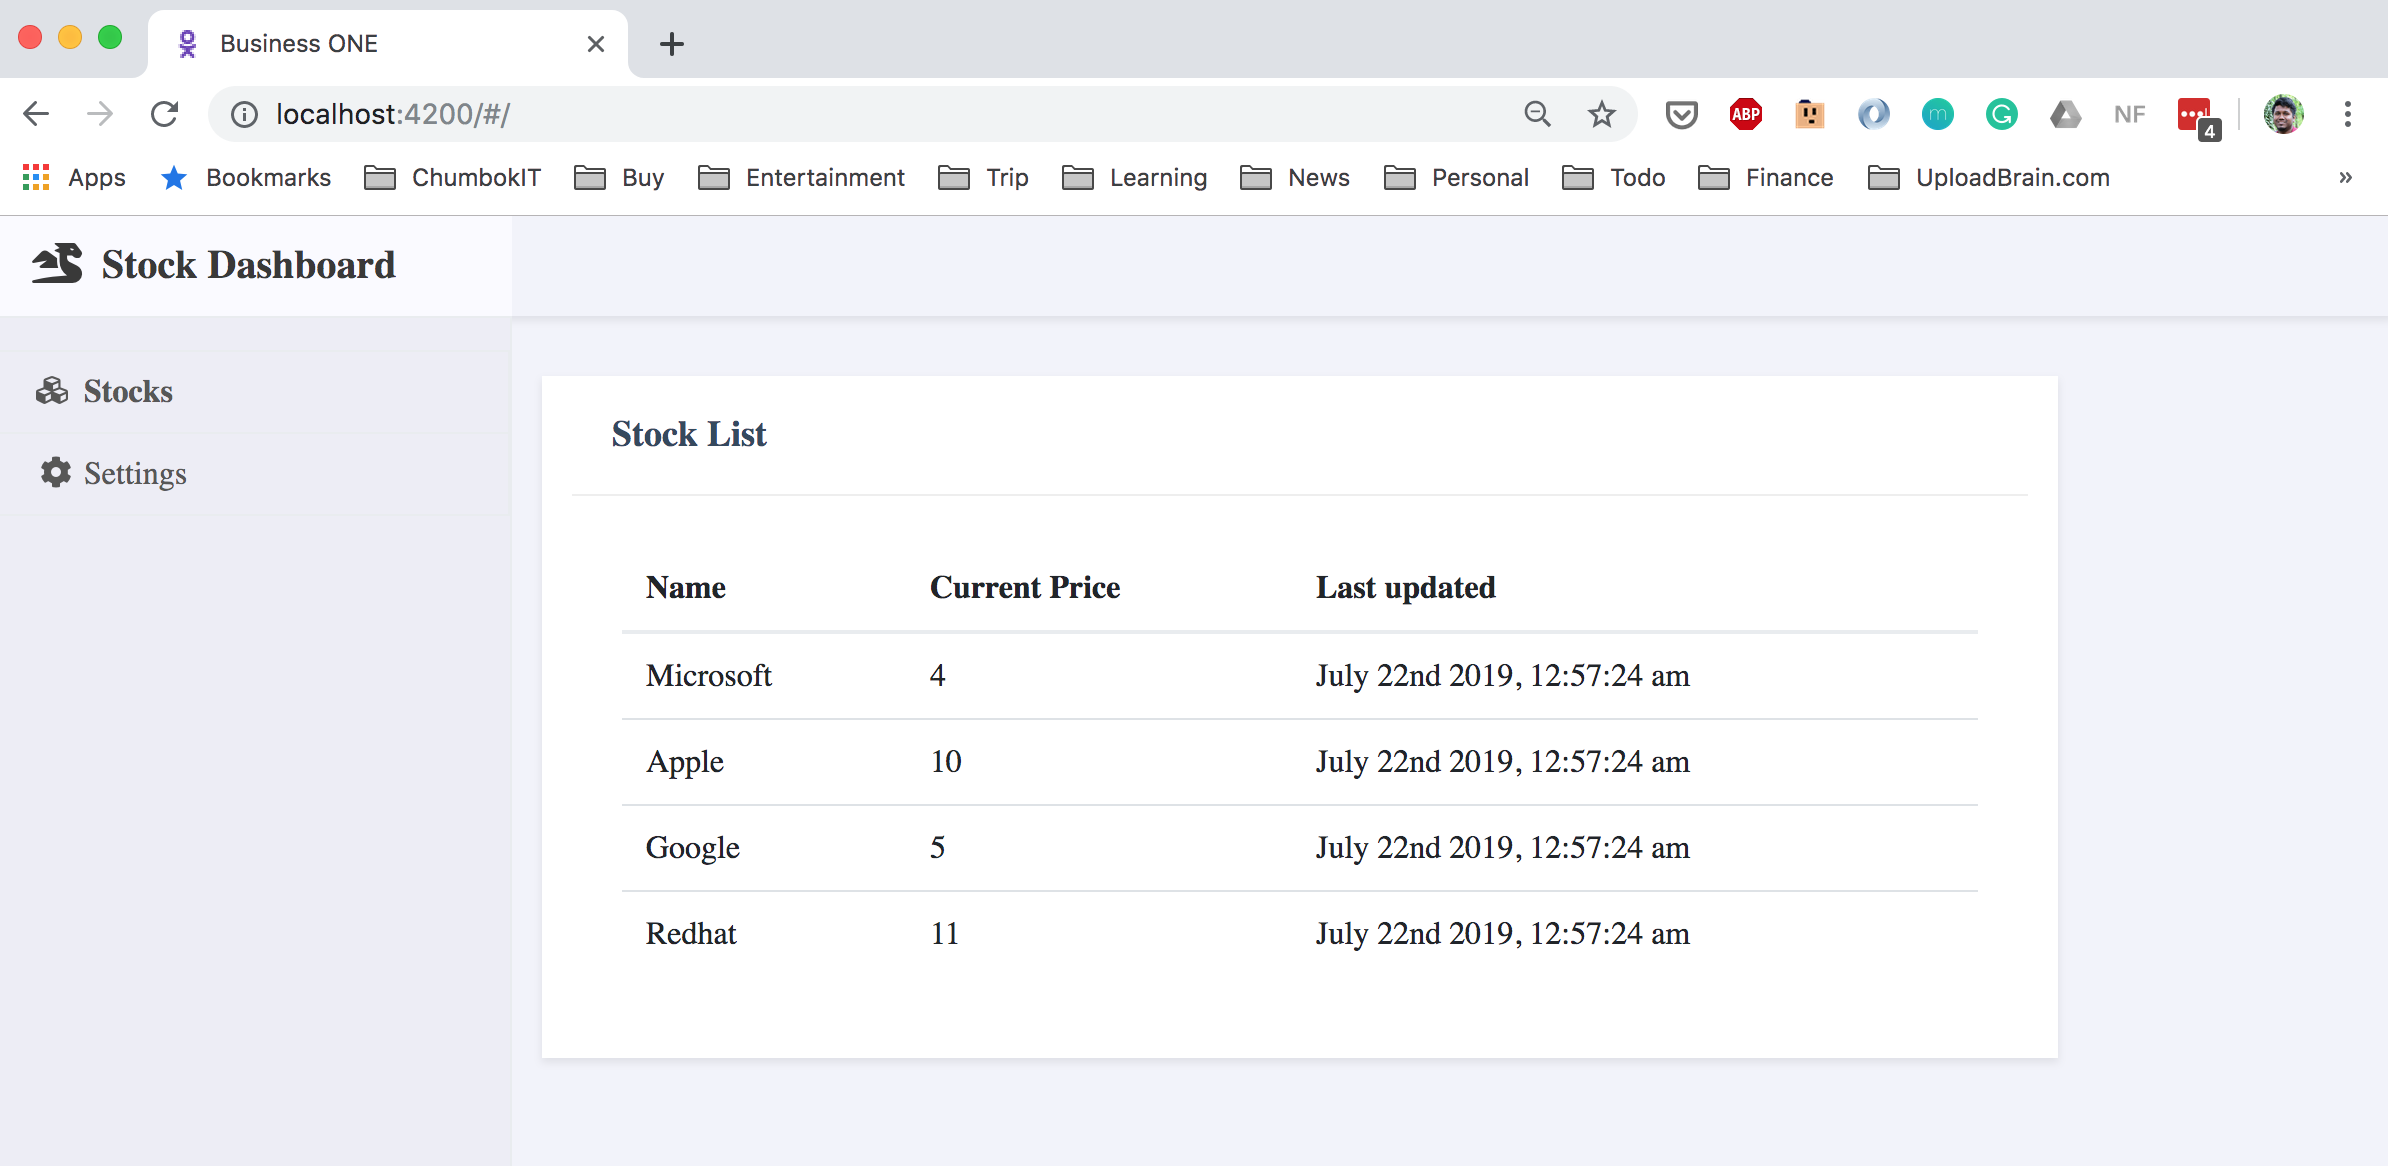 Business ONE
localhost:4200/#/
ABP
m
G
NF
4
Apps Bookmarks ChumbokIT Buy Entertainment Trip Learning News Personal Todo Finance UploadBrain.com »
Stock Dashboard
Stocks
Settings
Stock List
Name Current Price Last updated
Microsoft 4 July 22nd 2019, 12:57:24 am
Apple 10 July 22nd 2019, 12:57:24 am
Google 5 July 22nd 2019, 12:57:24 am
Redhat 11 July 22nd 2019, 12:57:24 am